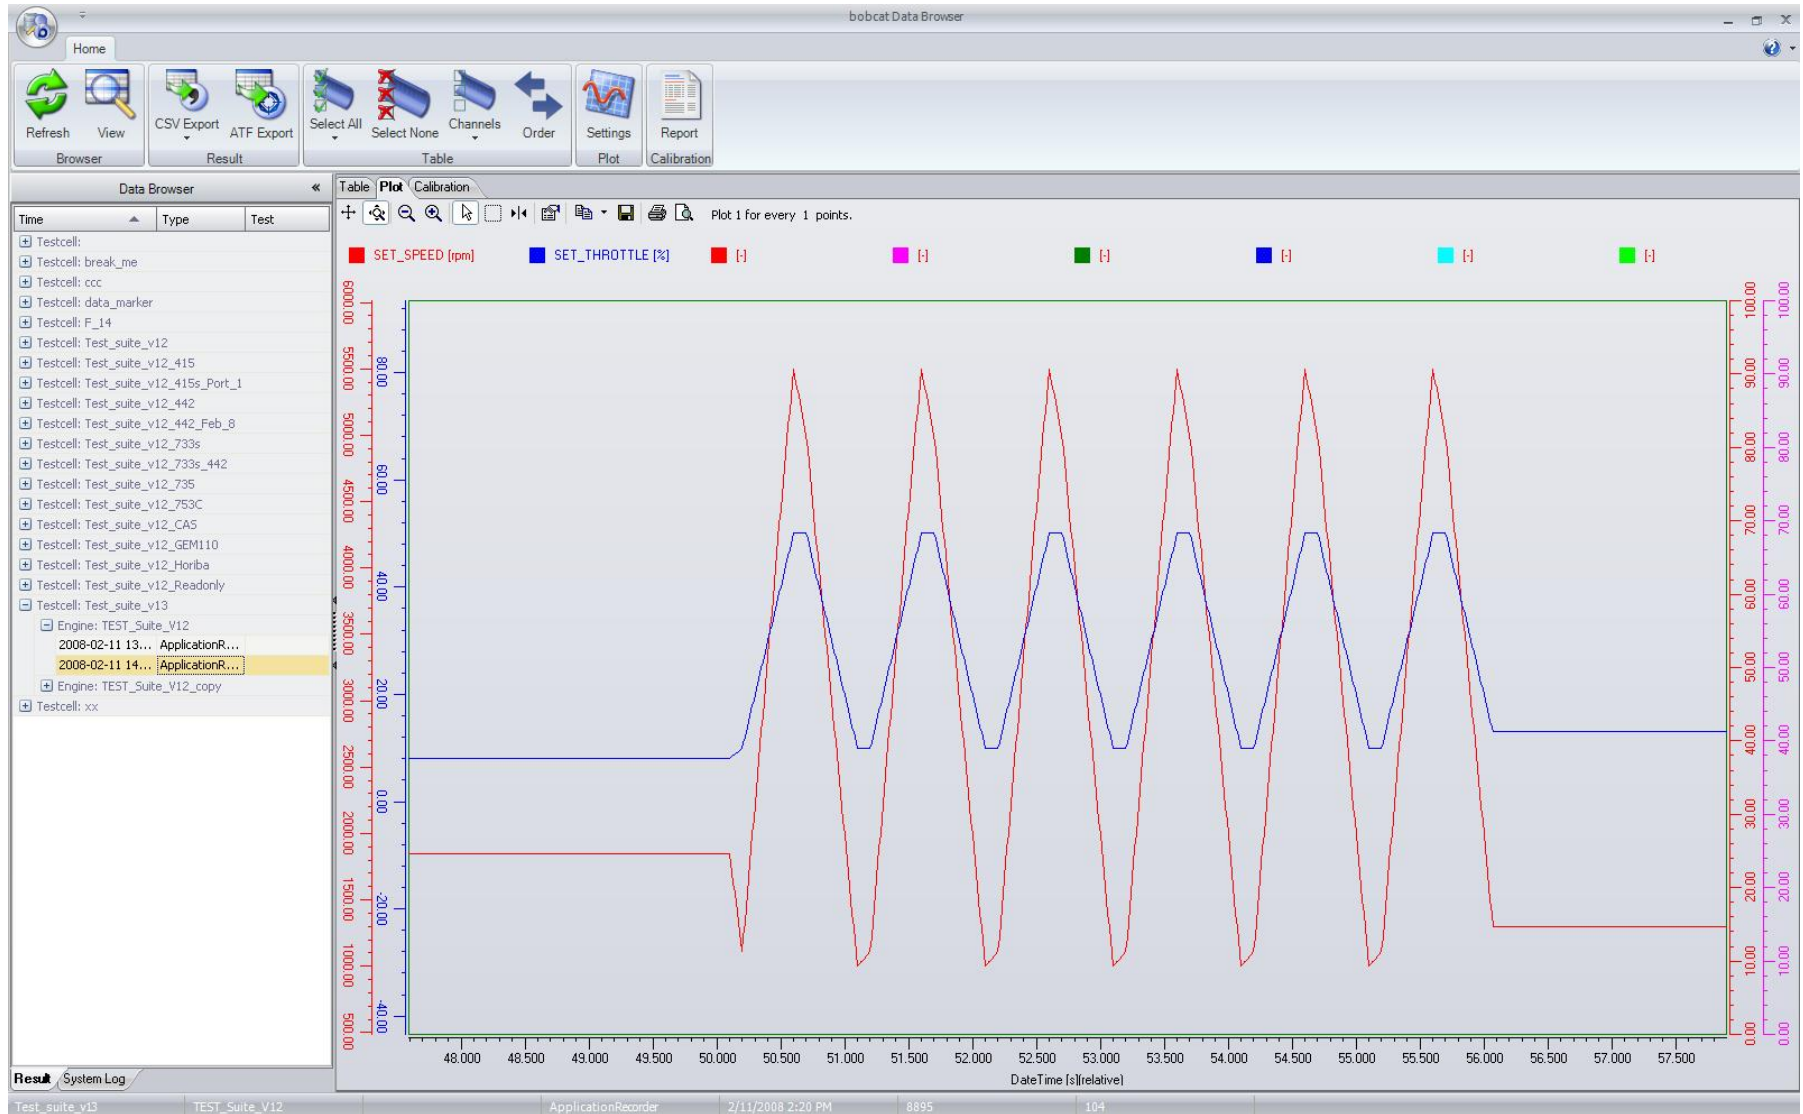 bobcat Data Browser
Home
Refresh View CSV Export ATF Export Select All Select None Channels Order Settings Report
Browser Result Table Plot Calibration
Data Browser «
Table Plot Calibration
Time Type Test
Plot 1 for every 1 points.
Testcell:
Testcell: break_me
Testcell: ccc
Testcell: data_marker
Testcell: F_14
Testcell: Test_suite_v12
Testcell: Test_suite_v12_415
Testcell: Test_suite_v12_415s_Port_1
Testcell: Test_suite_v12_442
Testcell: Test_suite_v12_442_Feb_8
Testcell: Test_suite_v12_733s
Testcell: Test_suite_v12_733s_442
Testcell: Test_suite_v12_735
Testcell: Test_suite_v12_753C
Testcell: Test_suite_v12_CAS
Testcell: Test_suite_v12_GEM110
Testcell: Test_suite_v12_Horiba
Testcell: Test_suite_v12_Readonly
Testcell: Test_suite_v13
Engine: TEST_Suite_V12
2008-02-11 13... ApplicationR...
2008-02-11 14... ApplicationR...
Engine: TEST_Suite_V12_copy
Testcell: xx
Result System Log
SET_SPEED [rpm] SET_THROTTLE [%] [-] [-] [-] [-] [-] [-]
6000.00
5500.00
5000.00
4500.00
4000.00
3500.00
3000.00
2500.00
2000.00
1500.00
1000.00
500.00
80.00
60.00
40.00
20.00
0.00
-20.00
-40.00
100.00
90.00
80.00
70.00
60.00
50.00
40.00
30.00
20.00
10.00
0.00
100.00
90.00
80.00
70.00
60.00
50.00
40.00
30.00
20.00
10.00
0.00
48.000 48.500 49.000 49.500 50.000 50.500 51.000 51.500 52.000 52.500 53.000 53.500 54.000 54.500 55.000 55.500 56.000 56.500 57.000 57.500
DateTime [s](relative)
Test_suite_v13 TEST_Suite_V12 ApplicationRecorder 2/11/2008 2:20 PM 8895 104